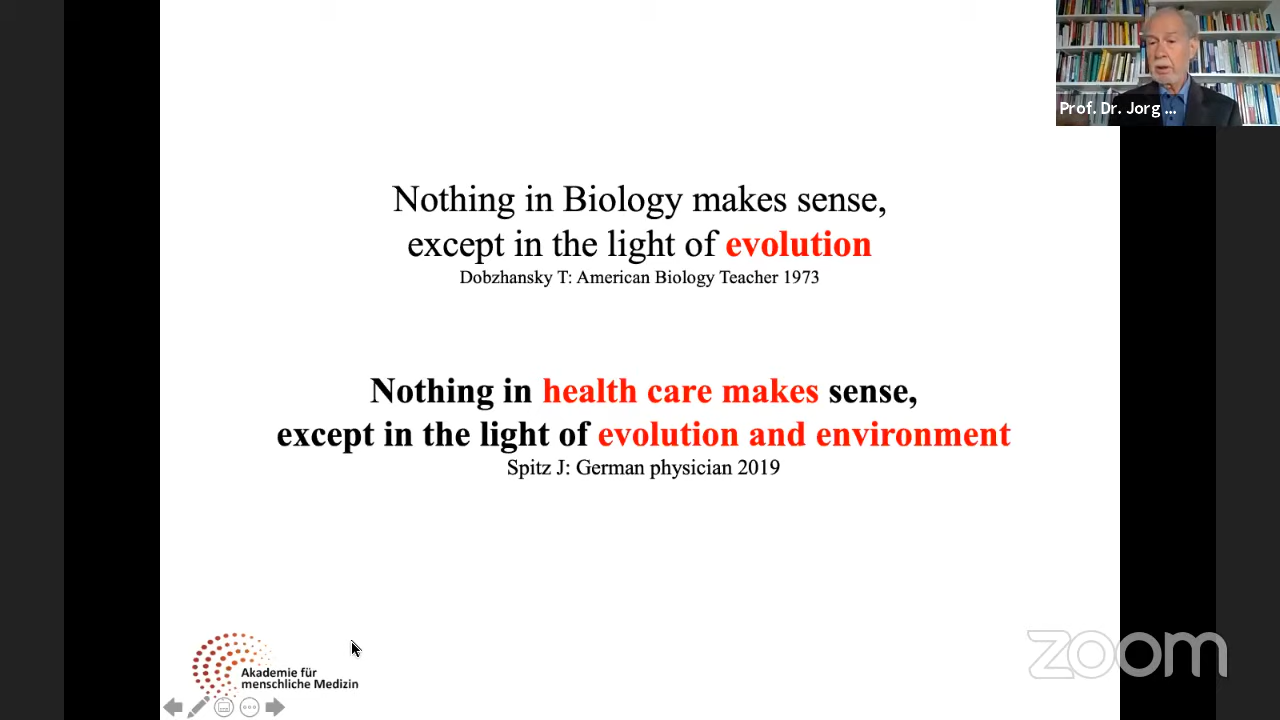 Prof. Dr. Jorg ...
Nothing in Biology makes sense,
except in the light of evolution
Dobzhansky T: American Biology Teacher 1973
Nothing in health care makes sense,
except in the light of evolution and environment
Spitz J: German physician 2019
Akademie für
menschliche Medizin
zoom